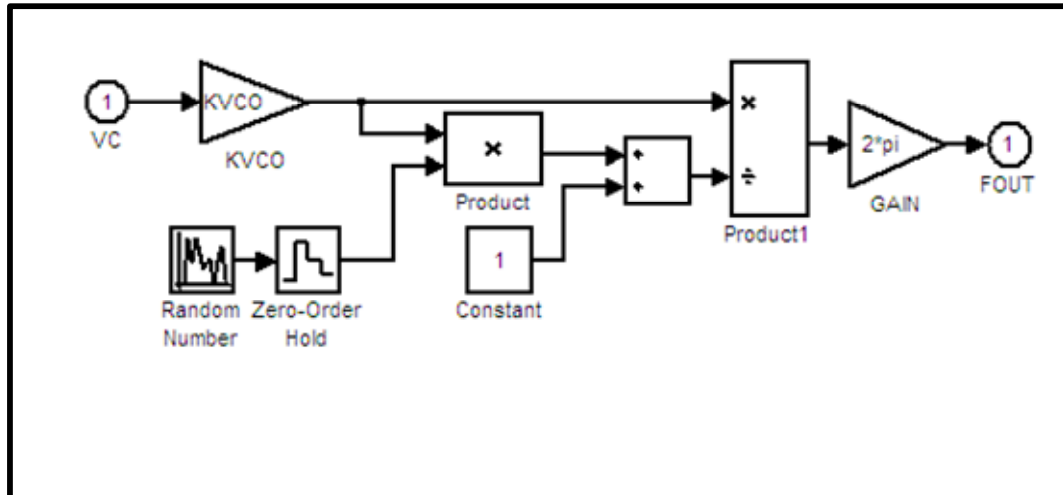 1
VC
KVCO
KVCO
×
Product
Random
Number
Zero-Order
Hold
1
Constant
+
+
×
÷
Product1
2*pi
GAIN
1
FOUT